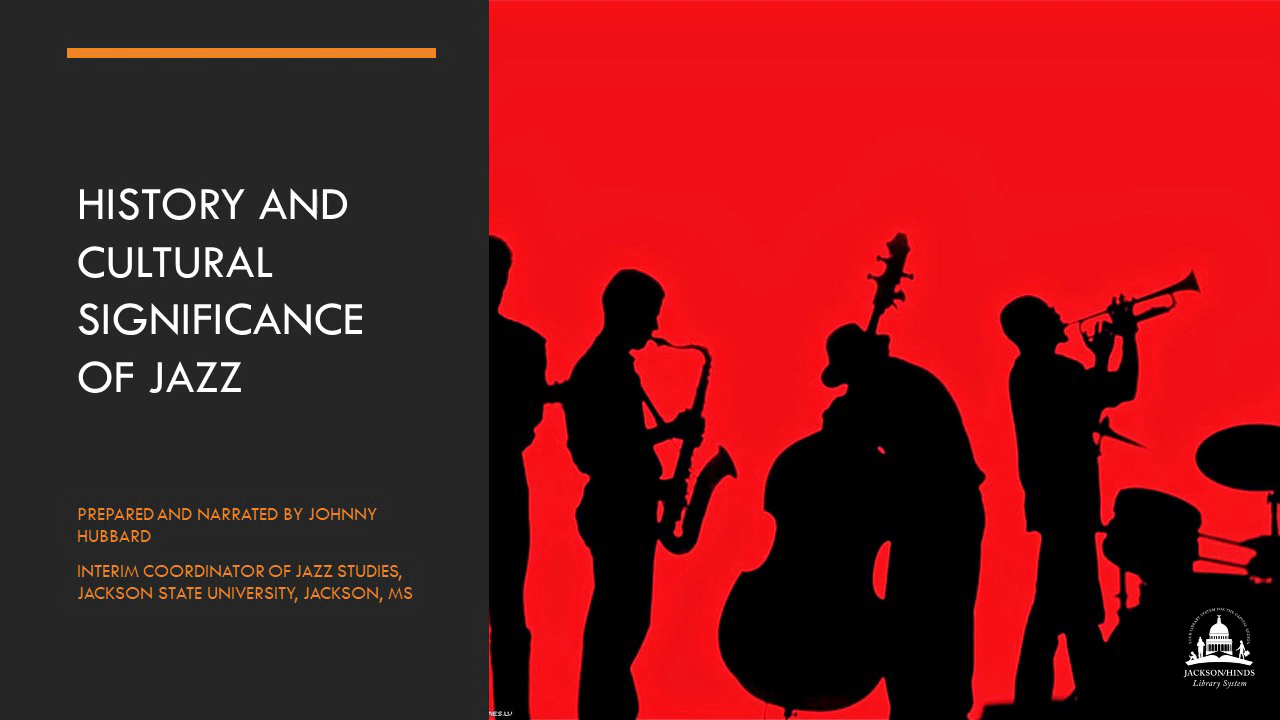 HISTORY AND
CULTURAL
SIGNIFICANCE
OF JAZZ
PREPARED AND NARRATED BY JOHNNY
HUBBARD
INTERIM COORDINATOR OF JAZZ STUDIES,
JACKSON STATE UNIVERSITY, JACKSON, MS
JACKSON/HINDS
Library System